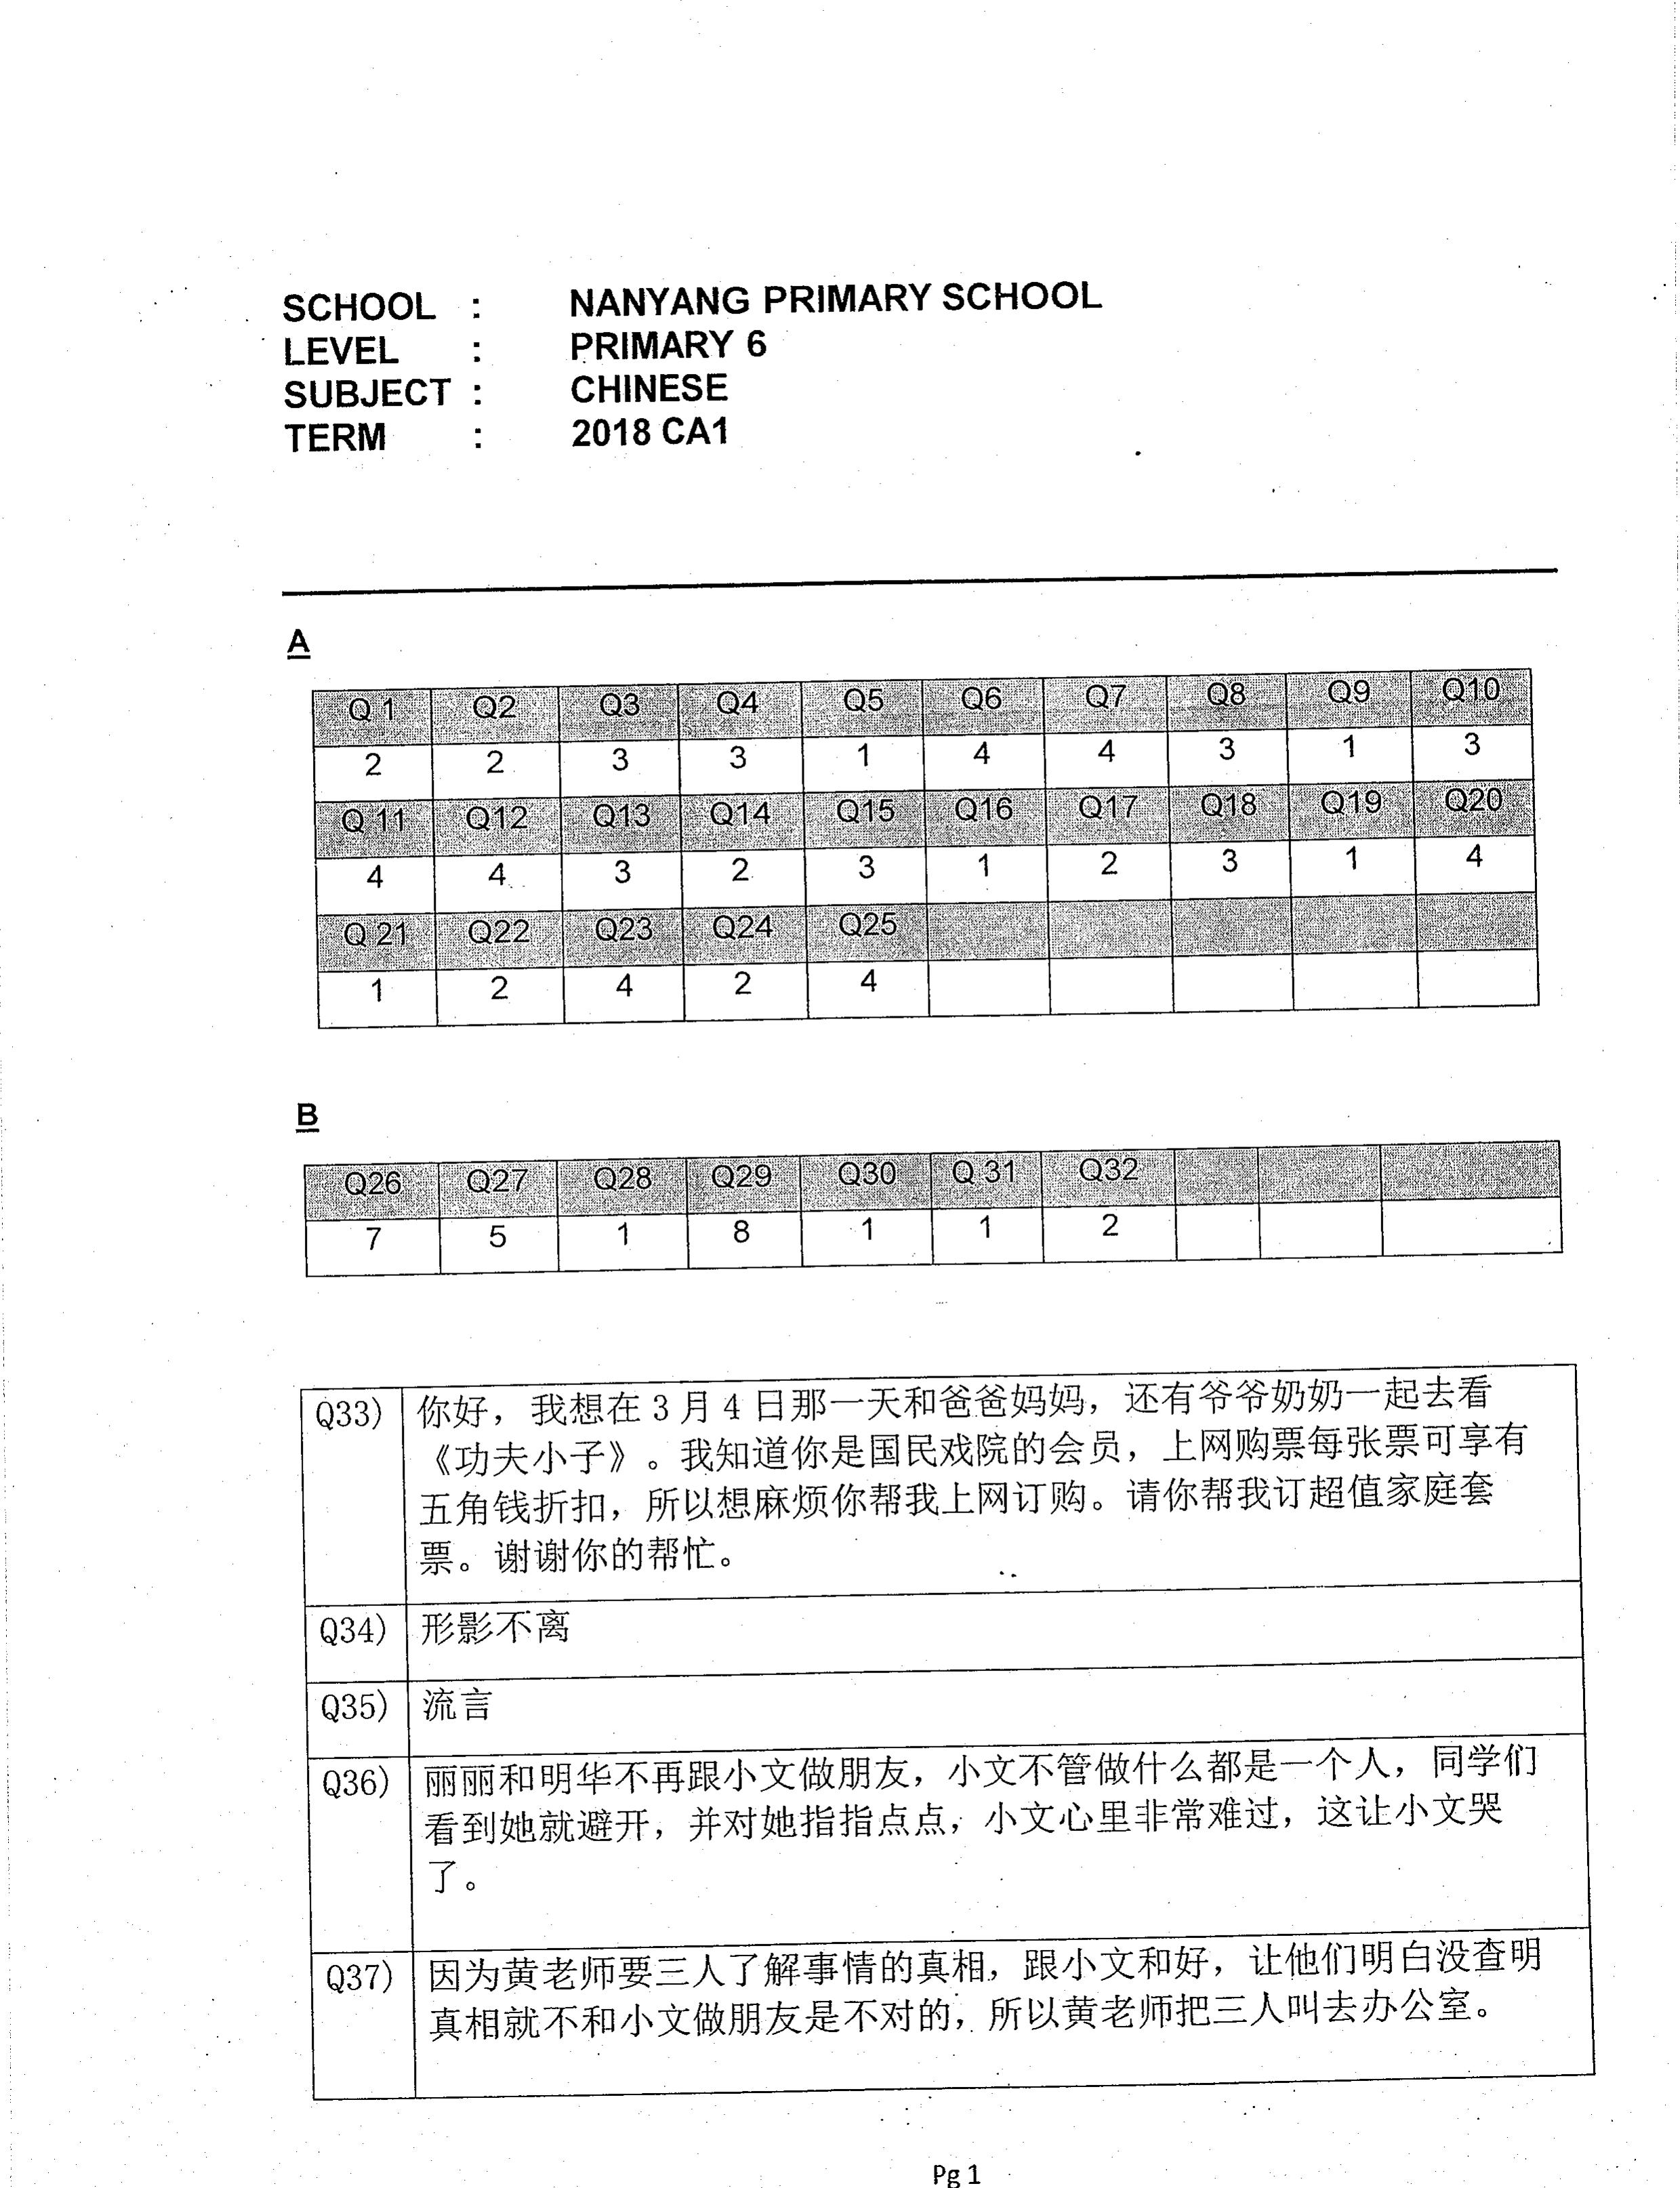 SCHOOL : NANYANG PRIMARY SCHOOL
LEVEL : PRIMARY 6
SUBJECT : CHINESE
TERM : 2018 CA1
A
Q 1 Q2 Q3 Q4 Q5 Q6 Q7 Q8 Q9 Q10
2 2 3 3 1 4 4 3 1 3
Q 11 Q12 Q13 Q14 Q15 Q16 Q17 Q18 Q19 Q20
4 4 3 2 3 1 2 3 1 4
Q 21 Q22 Q23 Q24 Q25
1 2 4 2 4
B
Q26 Q27 Q28 Q29 Q30 Q 31 Q32
7 5 1 8 1 1 2
Q33) 你好，我想在 3 月 4 日那一天和爸爸妈妈，还有爷爷奶奶一起去看
《功夫小子》。我知道你是国民戏院的会员，上网购票每张票可享有
五角钱折扣，所以想麻烦你帮我上网订购。请你帮我订超值家庭套
票。谢谢你的帮忙。
Q34) 形影不离
Q35) 流言
Q36) 丽丽和明华不再跟小文做朋友，小文不管做什么都是一个人，同学们
看到她就避开，并对她指指点点，小文心里非常难过，这让小文哭
了。
Q37) 因为黄老师要三人了解事情的真相，跟小文和好，让他们明白没查明
真相就不和小文做朋友是不对的，所以黄老师把三人叫去办公室。
Pg 1